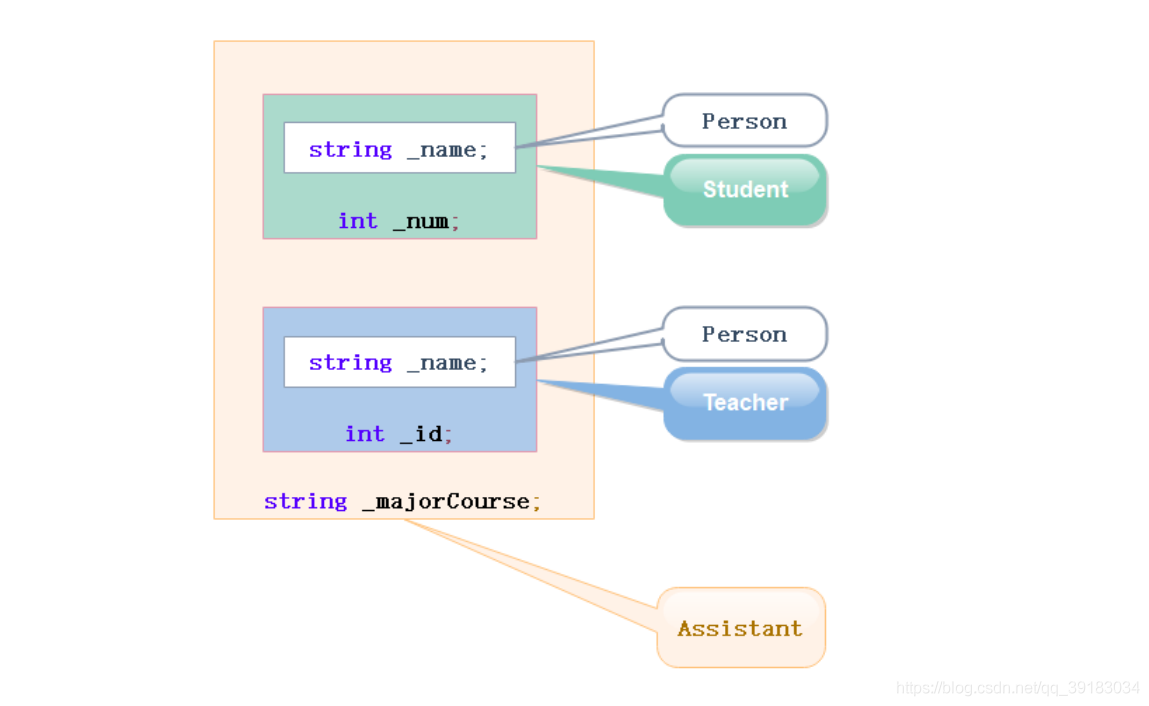 string _name;
Person
Student
int _num;
string _name;
Person
Teacher
int _id;
string _majorCourse;
Assistant
https://blog.csdn.net/qq_39183034